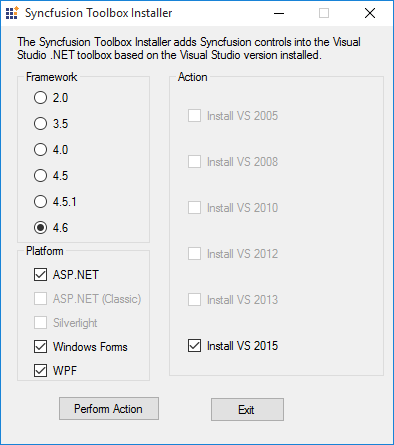 Syncfusion Toolbox Installer
The Syncfusion Toolbox Installer adds Syncfusion controls into the Visual
Studio .NET toolbox based on the Visual Studio version installed.
Framework
2.0
3.5
4.0
4.5
4.5.1
4.6
Platform
ASP.NET
ASP.NET (Classic)
Silverlight
Windows Forms
WPF
Action
Install VS 2005
Install VS 2008
Install VS 2010
Install VS 2012
Install VS 2013
Install VS 2015
Perform Action
Exit